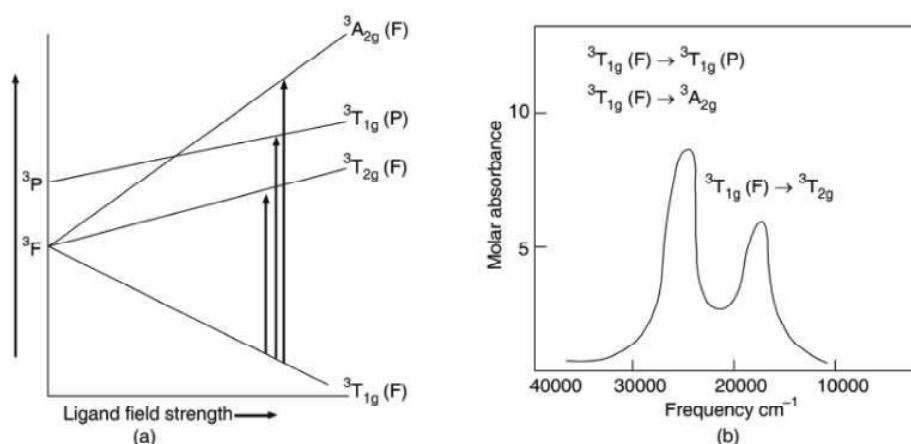 ³A₂g (F)
³T₁g (P)
³T₂g (F)
³P
³F
³T₁g (F)
Ligand field strength
(a)
³T₁g (F) → ³T₁g (P)
³T₁g (F) → ³A₂g
³T₁g (F) → ³T₂g
Molar absorbance
10
5
40000 30000 20000 10000
Frequency cm⁻¹
(b)